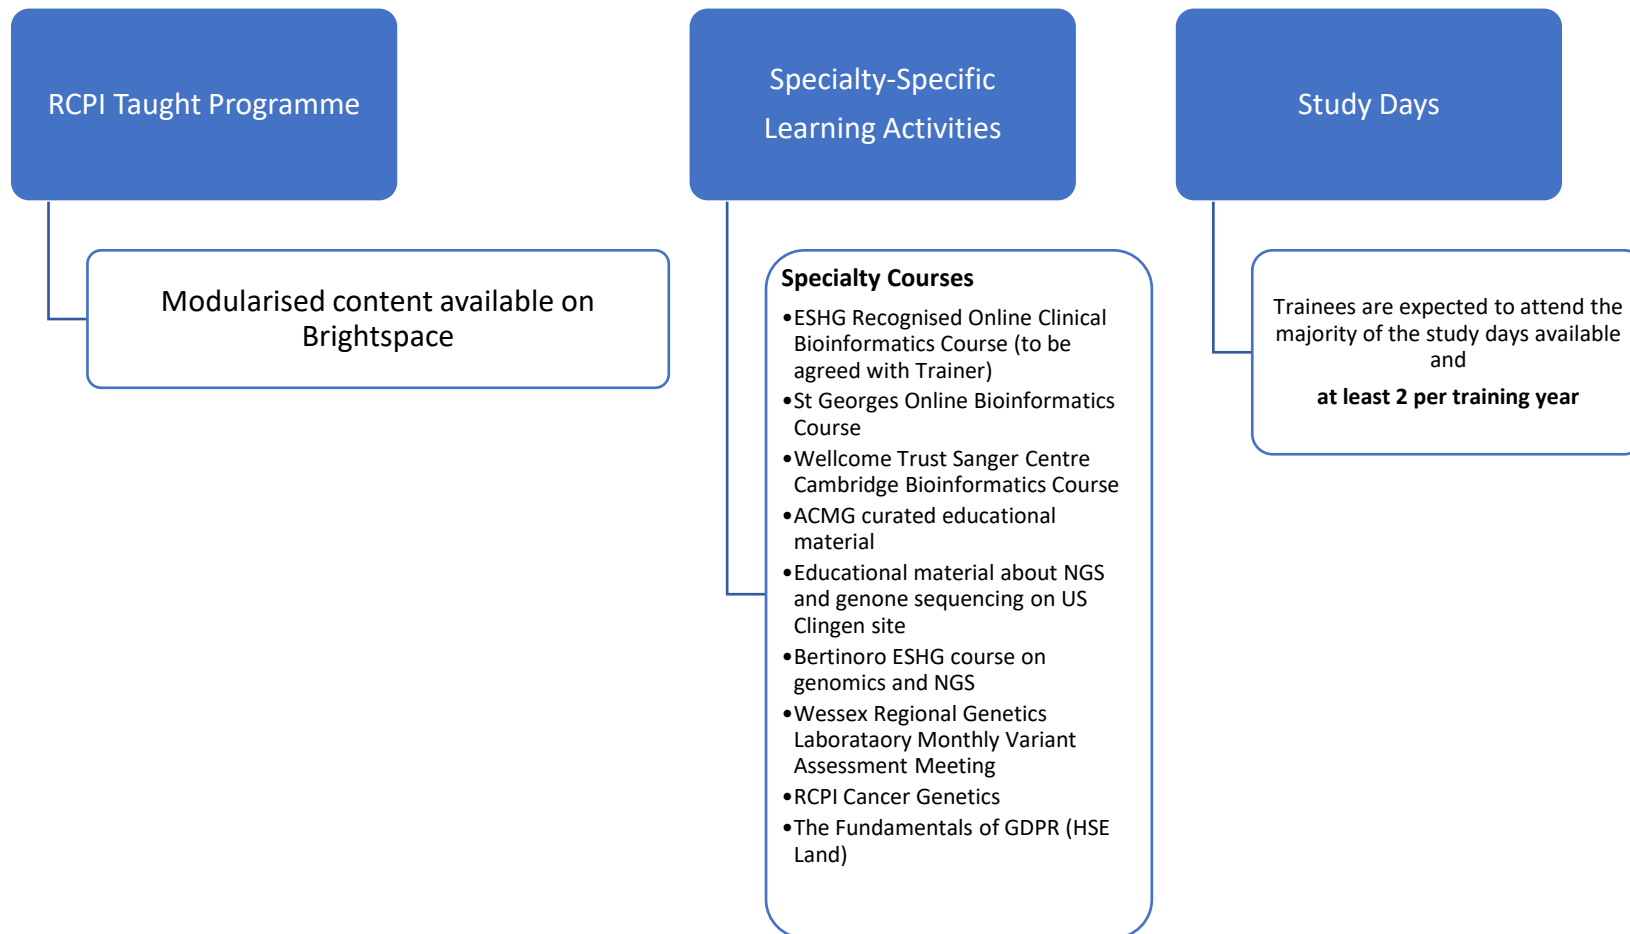 RCPI Taught Programme
Modularised content available on
Brightspace
Specialty-Specific
Learning Activities
Specialty Courses
•ESHG Recognised Online Clinical
Bioinformatics Course (to be
agreed with Trainer)
•St Georges Online Bioinformatics
Course
•Wellcome Trust Sanger Centre
Cambridge Bioinformatics Course
•ACMG curated educational
material
•Educational material about NGS
and genone sequencing on US
Clingen site
•Bertinoro ESHG course on
genomics and NGS
•Wessex Regional Genetics
Laborataory Monthly Variant
Assessment Meeting
•RCPI Cancer Genetics
•The Fundamentals of GDPR (HSE
Land)
Study Days
Trainees are expected to attend the
majority of the study days available
and
at least 2 per training year